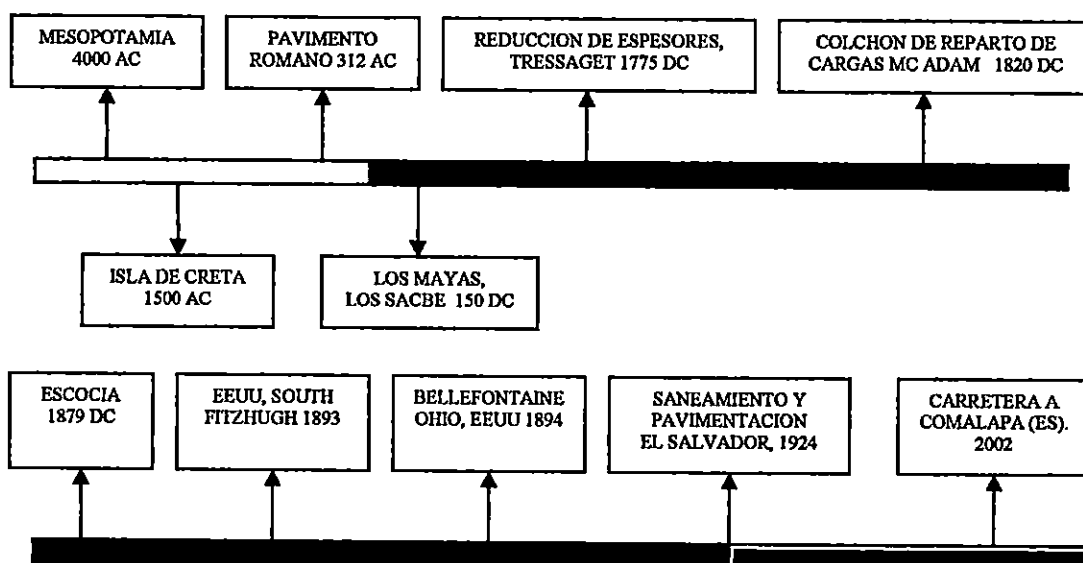 MESOPOTAMIA
4000 AC
PAVIMENTO
ROMANO 312 AC
REDUCCION DE ESPESORES,
TRESSAGET 1775 DC
COLCHON DE REPARTO DE
CARGAS MC ADAM 1820 DC
ISLA DE CRETA
1500 AC
LOS MAYAS,
LOS SACBE 150 DC
ESCOCIA
1879 DC
EEUU, SOUTH
FITZHUGH 1893
BELLEFONTAINE
OHIO, EEUU 1894
SANEAMIENTO Y
PAVIMENTACION
EL SALVADOR, 1924
CARRETERA A
COMALAPA (ES).
2002